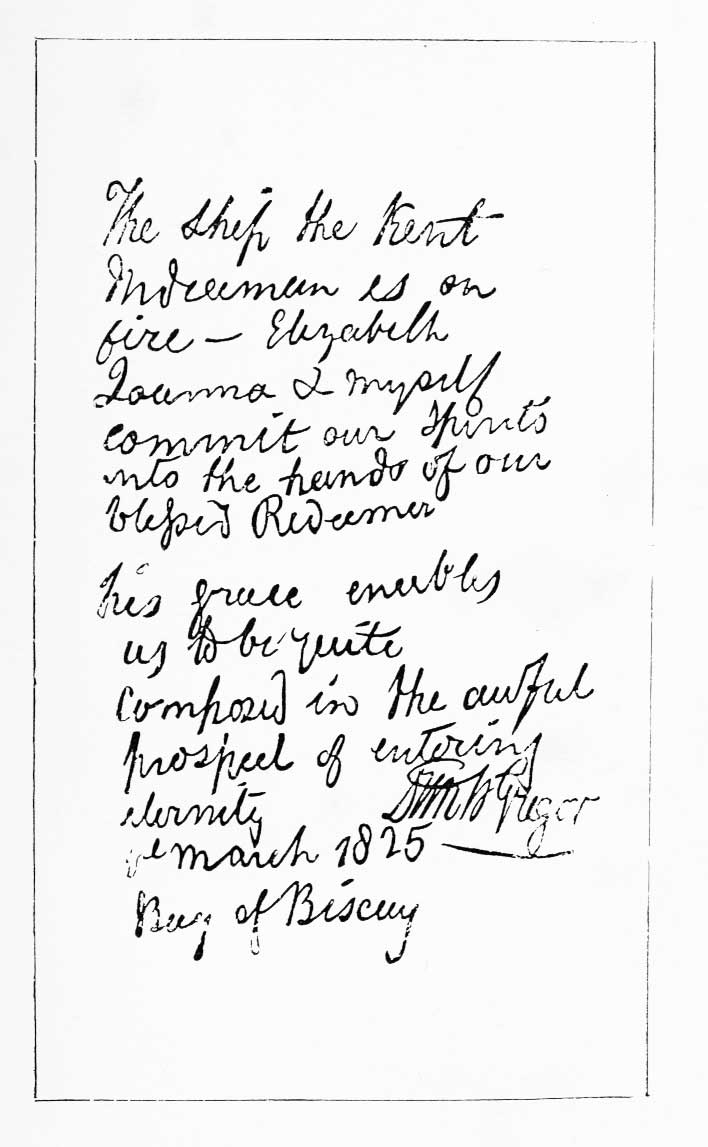 The ship the Kent
Indiaman is on
fire — Elizabeth
Joanna & myself
commit our spirits
into the hands of our
blessed Redeemer
his grace enables
us to be quite
composed in the awful
prospect of entering
eternity McGregor
March 1825 —
Bay of Biscay